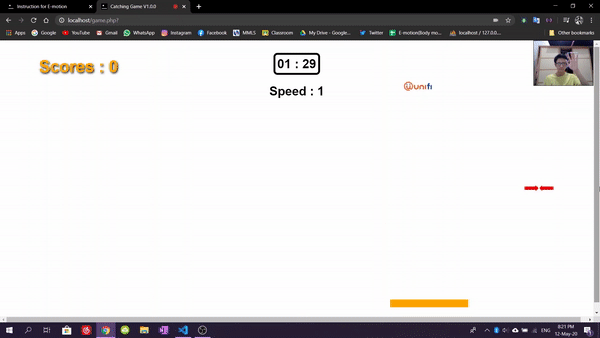 Instruction for E-motion
Catching Game V1.0.0
localhost/game.php?
Apps
Google
YouTube
Gmail
WhatsApp
Instagram
Facebook
MMLS
Classroom
My Drive - Google...
Twitter
E-motion(Body mo...
localhost / 127.0.0....
Other bookmarks
Scores : 0
01 : 29
Speed : 1
unifi
ENG
8:21 PM
12-May-20